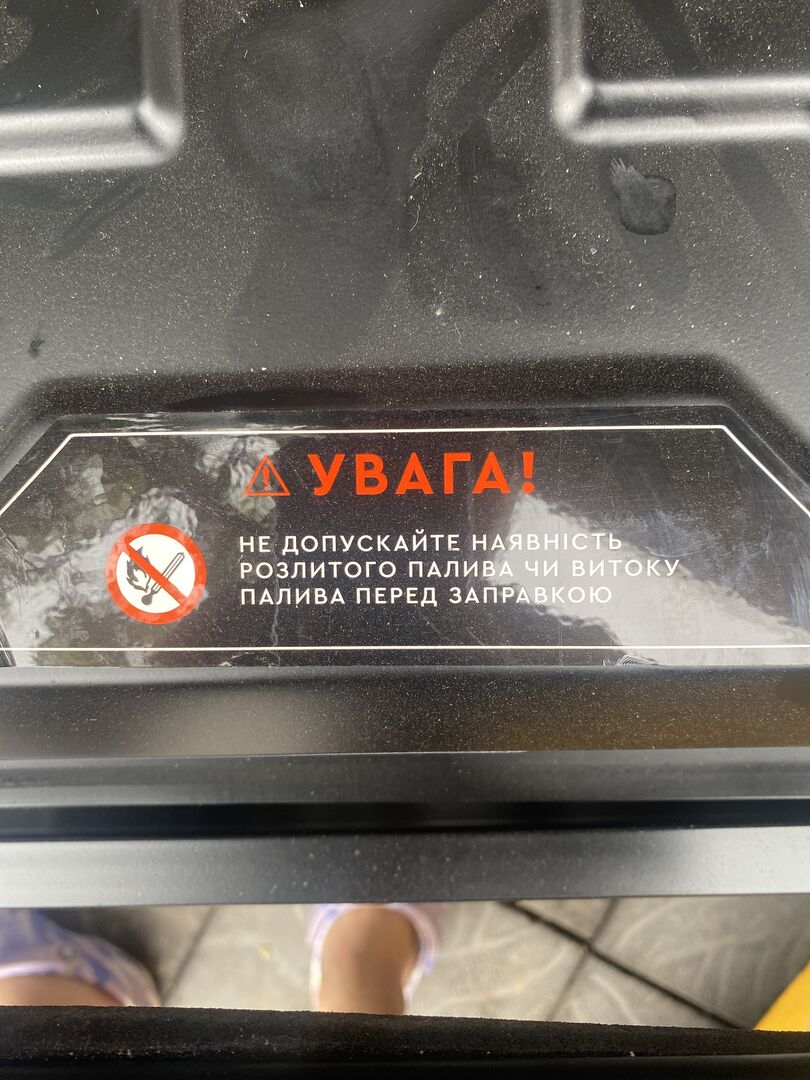 УВАГА!
НЕ ДОПУСКАЙТЕ НАЯВНІСТЬ
РОЗЛИТОГО ПАЛИВА ЧИ ВИТОКУ
ПАЛИВА ПЕРЕД ЗАПРАВКОЮ